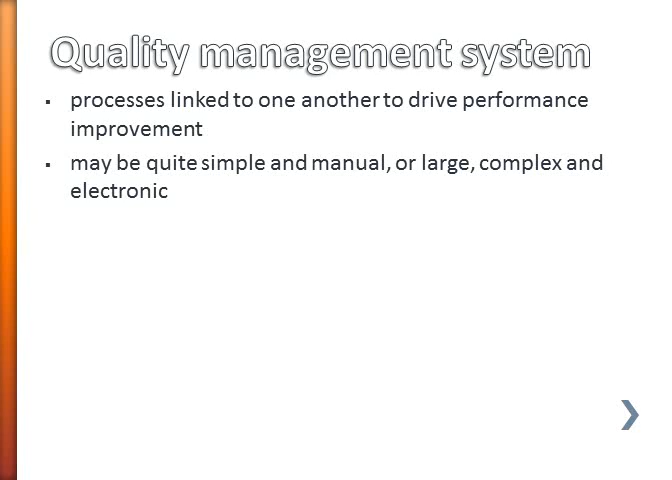 Quality management system
▪ processes linked to one another to drive performance
improvement
▪ may be quite simple and manual, or large, complex and
electronic